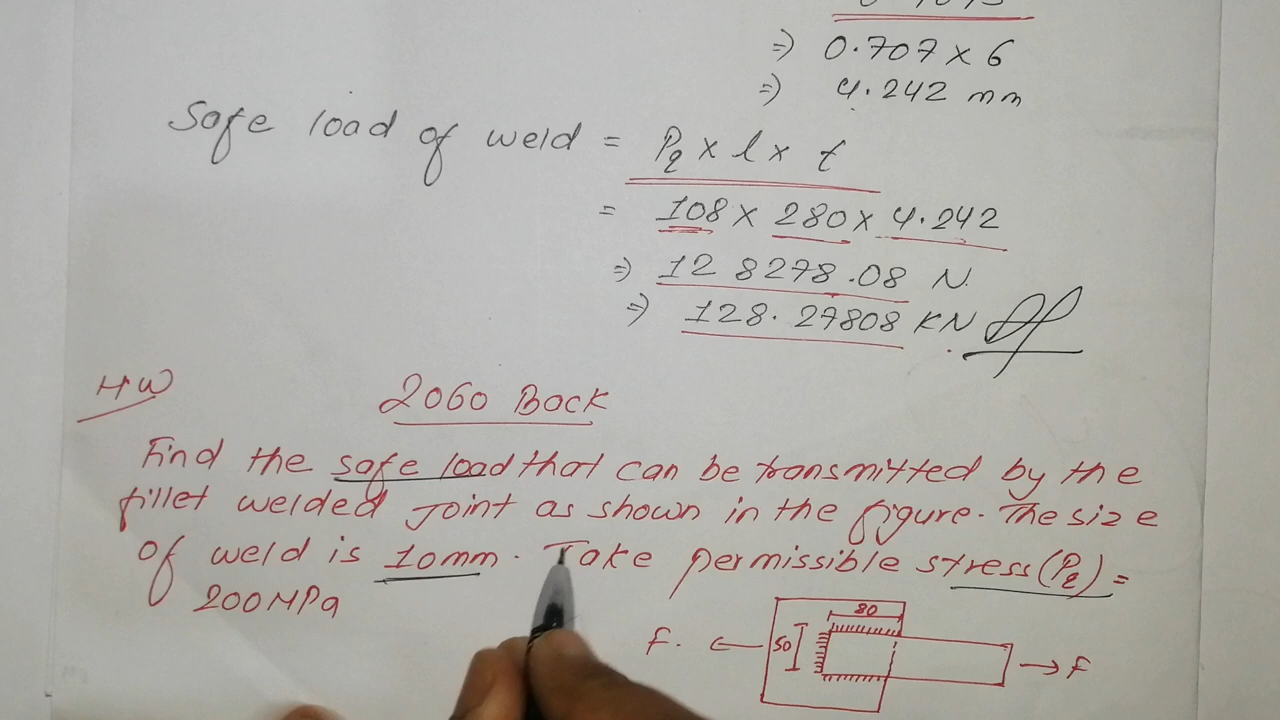 =) 0.707 x 6
=) 4.242 mm
Safe load of weld = Pq x l x t
= 108 x 280 x 4.242
=) 128278.08 N.
=) 128.27808 KN
HW
2060 Back
Find the safe load that can be transmitted by the
fillet welded Joint as shown in the figure. The size
of weld is 10mm. Take permissible stress (Pq) =
200MPa
80
F. 50 F